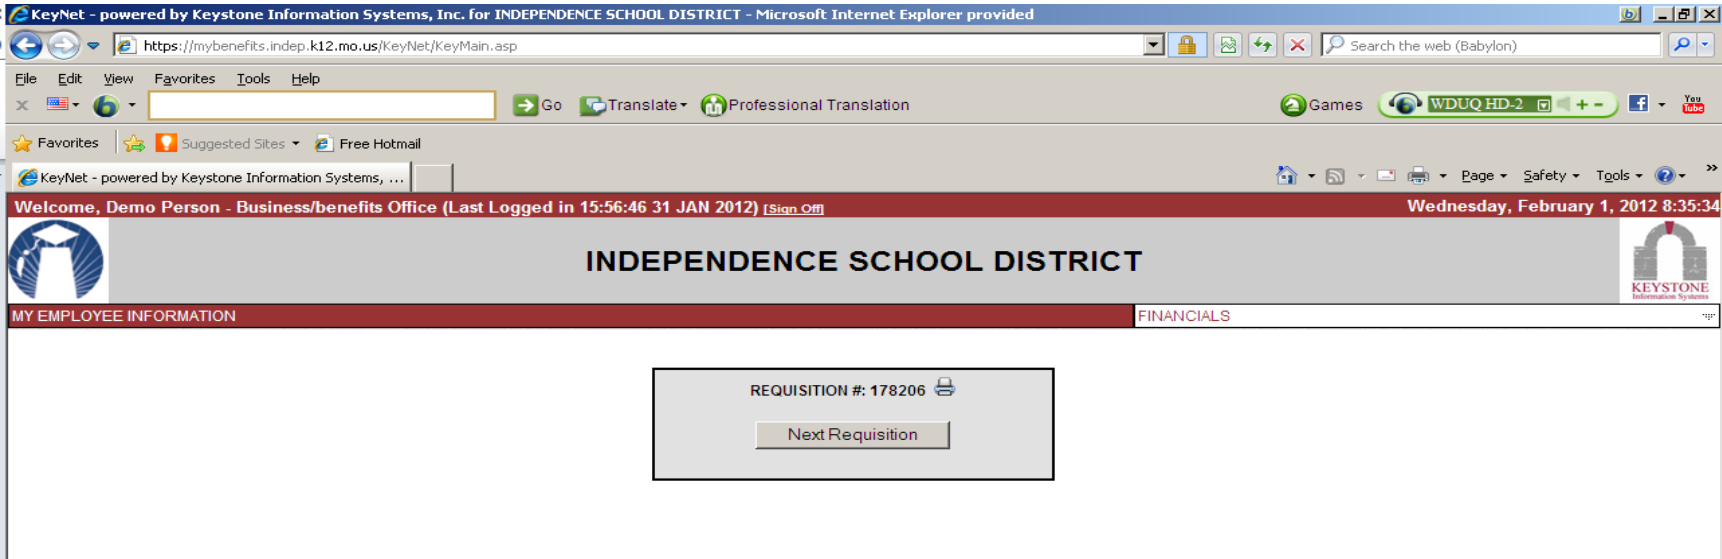 KeyNet - powered by Keystone Information Systems, Inc. for INDEPENDENCE SCHOOL DISTRICT - Microsoft Internet Explorer provided
https://mybenefits.indep.k12.mo.us/KeyNet/KeyMain.asp
Search the web (Babylon)
File Edit View Favorites Tools Help
Go Translate Professional Translation Games WDUQ HD-2 + - You Tube
Favorites Suggested Sites Free Hotmail
KeyNet - powered by Keystone Information Systems, ... Page Safety Tools
Welcome, Demo Person - Business/benefits Office (Last Logged in 15:56:46 31 JAN 2012) [Sign Off] Wednesday, February 1, 2012 8:35:34
INDEPENDENCE SCHOOL DISTRICT
KEYSTONE
Information Systems
MY EMPLOYEE INFORMATION FINANCIALS
REQUISITION #: 178206
Next Requisition